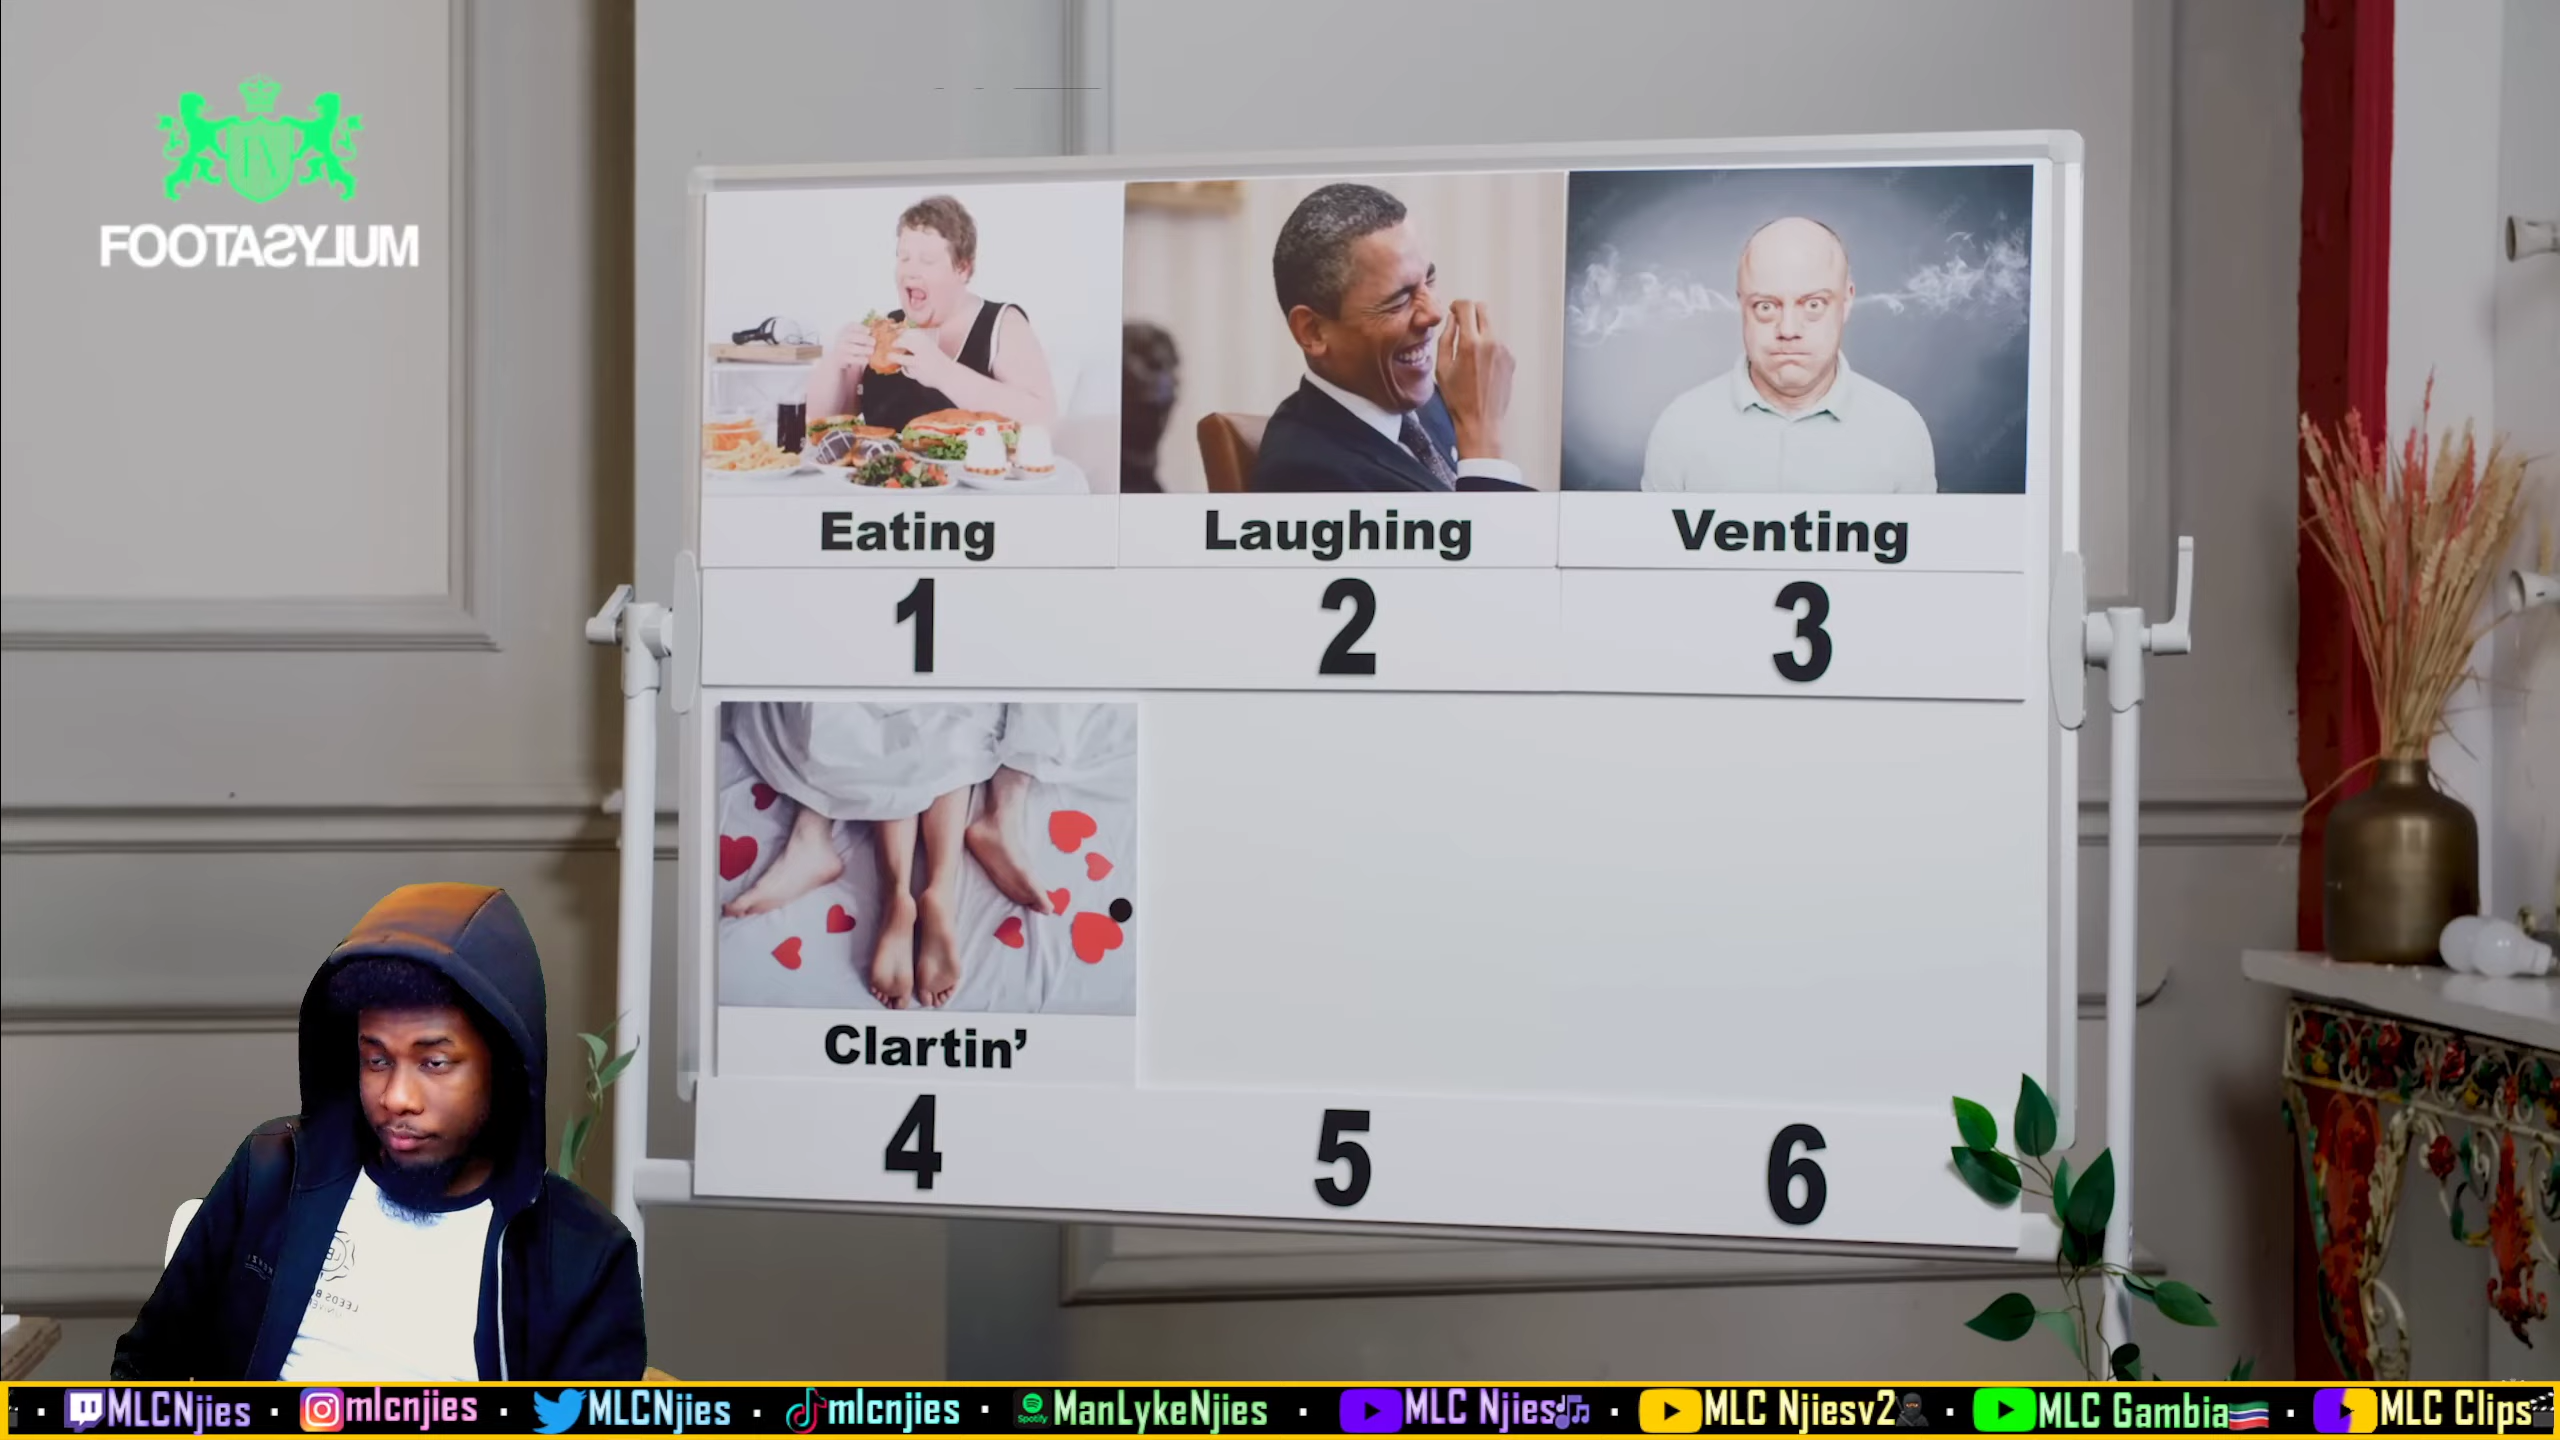 FOOTASYLUM
Eating
Laughing
Venting
1
2
3
Clartin’
4
5
6
MLCNjies · mlcnjies · MLCNjies · mlcnjies · Spotify ManLykeNjies · MLC Njies · MLC Njiesv2 · MLC Gambia · MLC Clips